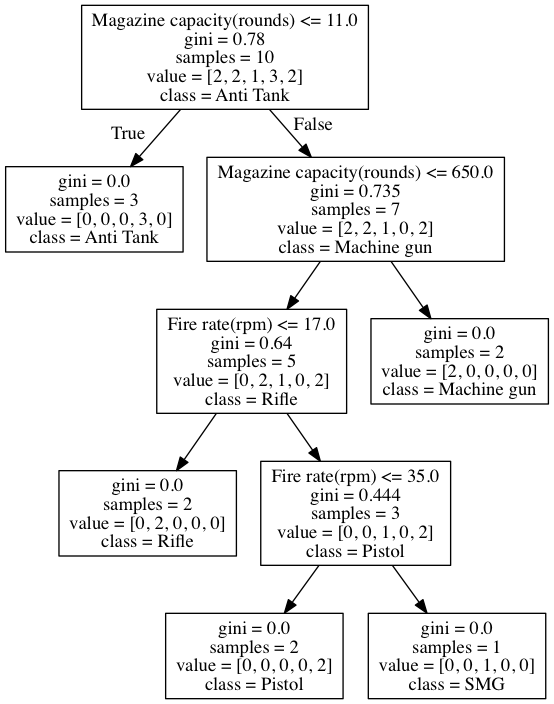 Magazine capacity(rounds) <= 11.0
gini = 0.78
samples = 10
value = [2, 2, 1, 3, 2]
class = Anti Tank
True
False
gini = 0.0
samples = 3
value = [0, 0, 0, 3, 0]
class = Anti Tank
Magazine capacity(rounds) <= 650.0
gini = 0.735
samples = 7
value = [2, 2, 1, 0, 2]
class = Machine gun
Fire rate(rpm) <= 17.0
gini = 0.64
samples = 5
value = [0, 2, 1, 0, 2]
class = Rifle
gini = 0.0
samples = 2
value = [2, 0, 0, 0, 0]
class = Machine gun
gini = 0.0
samples = 2
value = [0, 2, 0, 0, 0]
class = Rifle
Fire rate(rpm) <= 35.0
gini = 0.444
samples = 3
value = [0, 0, 1, 0, 2]
class = Pistol
gini = 0.0
samples = 2
value = [0, 0, 0, 0, 2]
class = Pistol
gini = 0.0
samples = 1
value = [0, 0, 1, 0, 0]
class = SMG